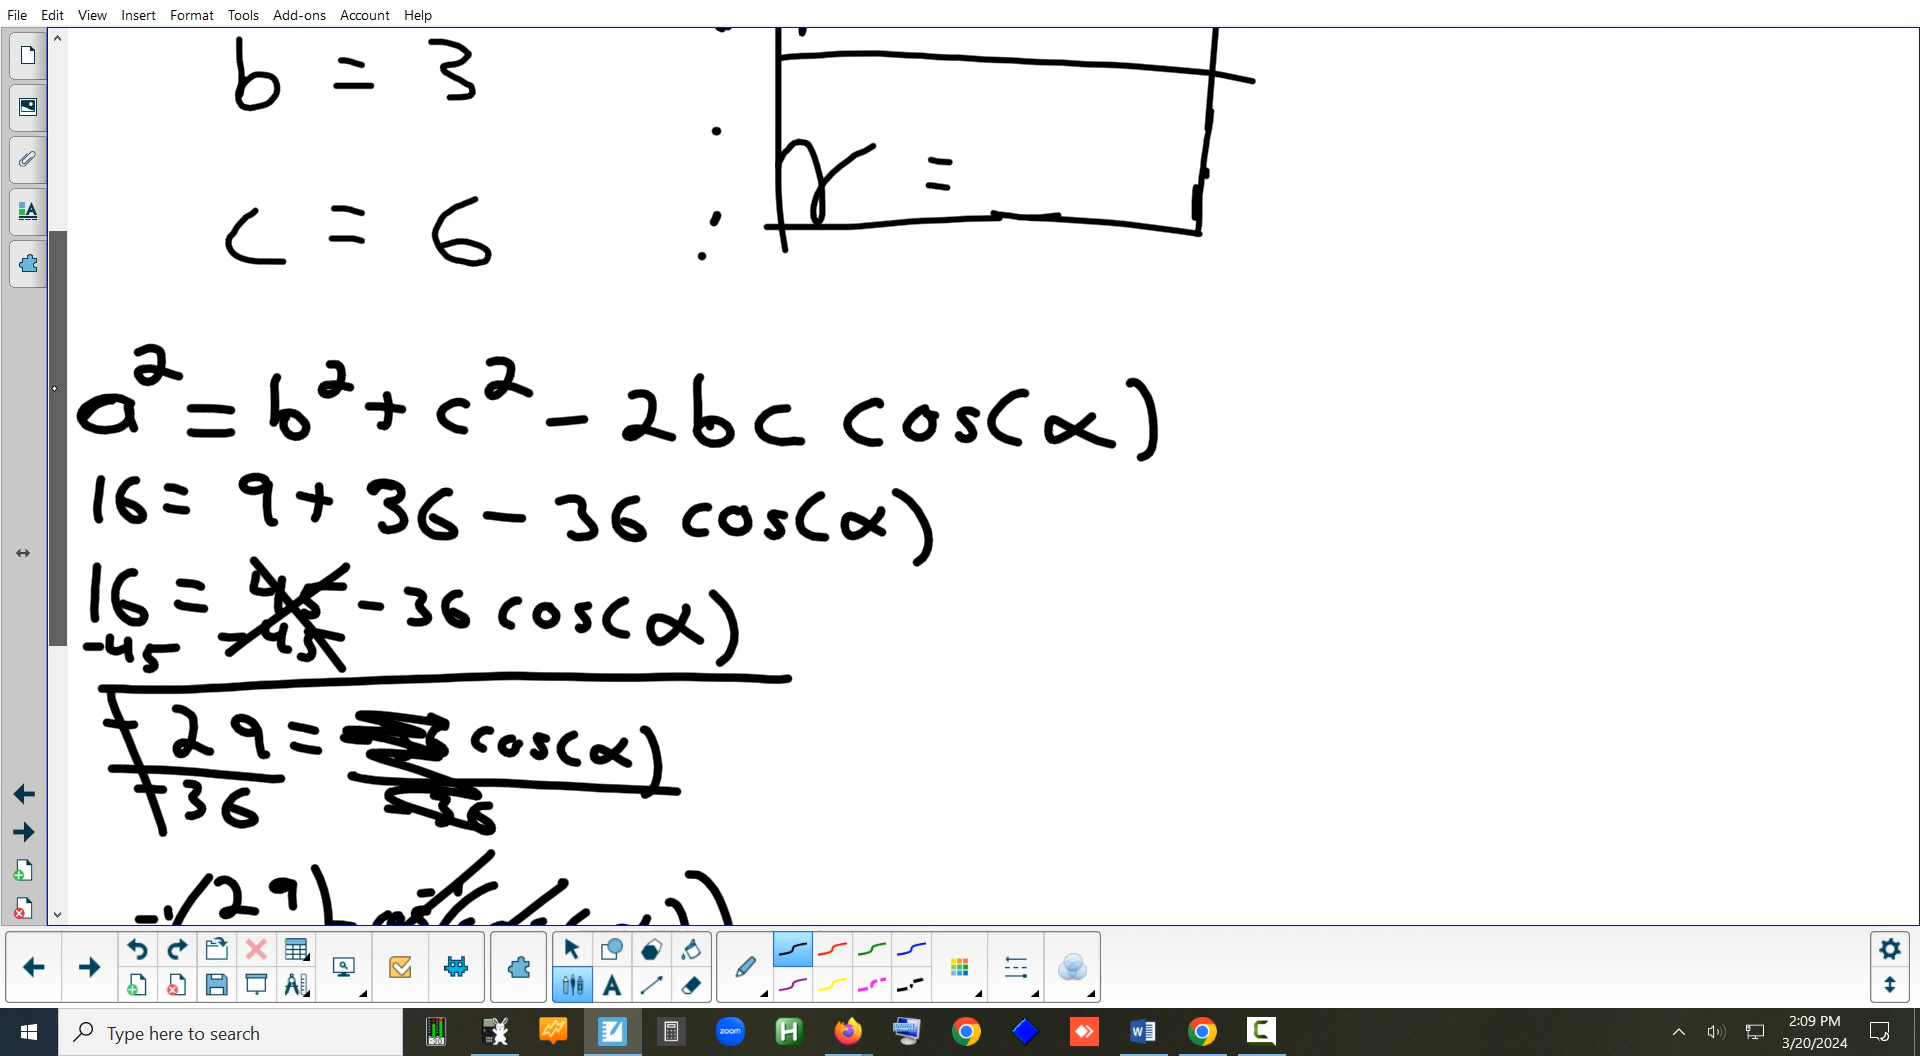 File Edit View Insert Format Tools Add-ons Account Help
b = 3
γ =
c = 6
a² = b² + c² - 2bc cos(α)
16 = 9 + 36 - 36 cos(α)
16 = 45 - 36 cos(α)
-45 -45
-29 = cos(α)
-36 -36
29
A
zoom
H
W
C
Type here to search
2:09 PM
3/20/2024